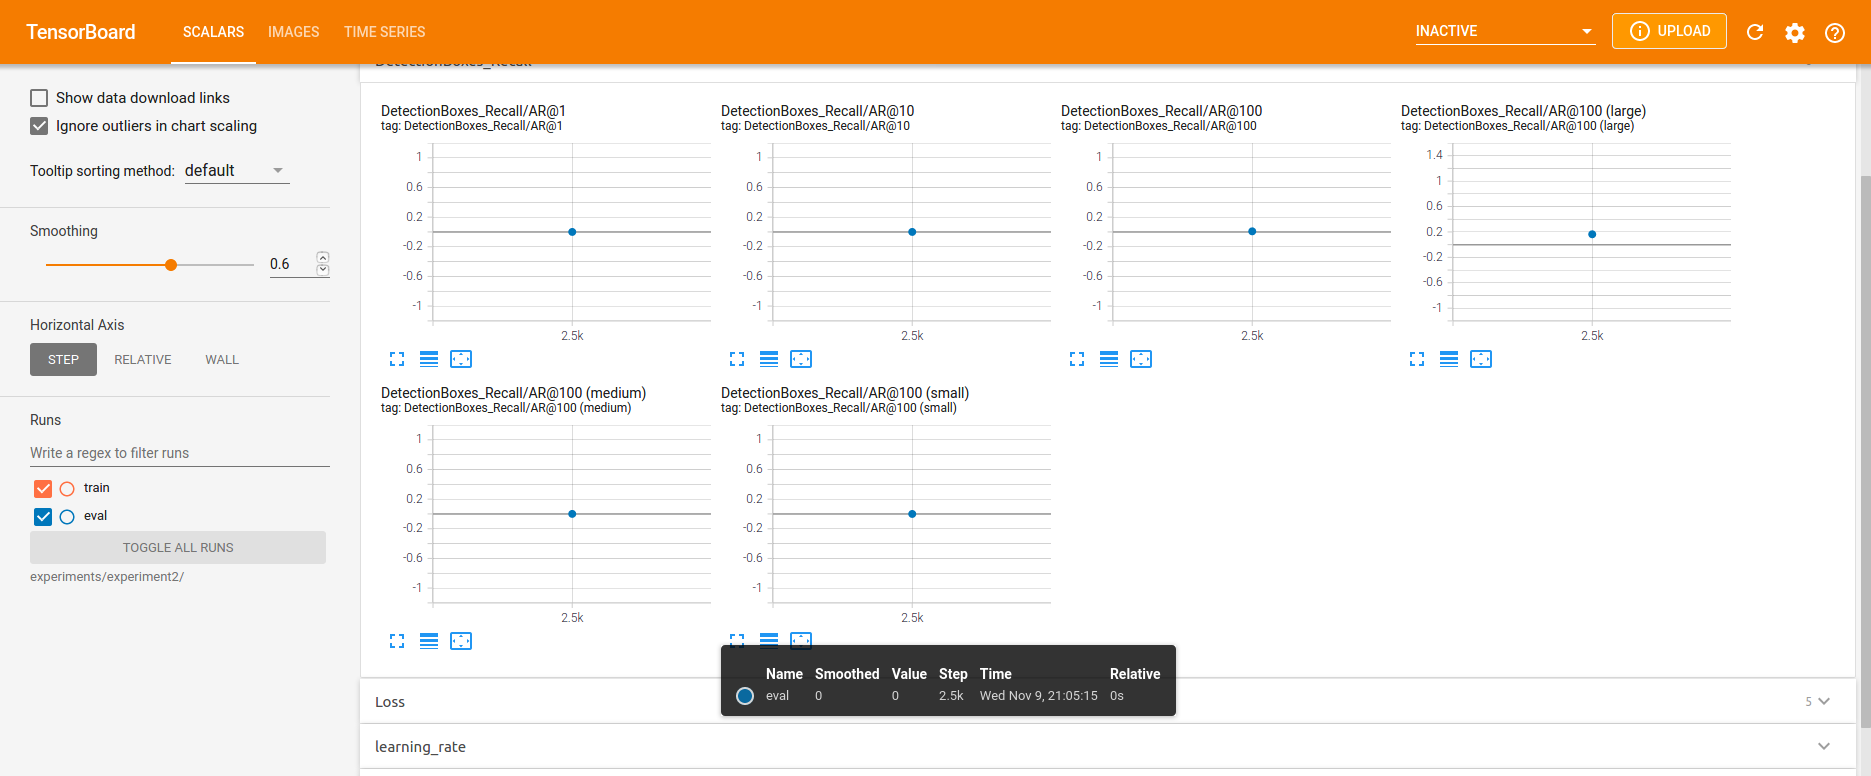 TensorBoard SCALARS IMAGES TIME SERIES INACTIVE UPLOAD
DetectionBoxes_Recall
Show data download links
Ignore outliers in chart scaling
Tooltip sorting method: default
Smoothing
0.6
Horizontal Axis
STEP RELATIVE WALL
Runs
Write a regex to filter runs
train
eval
TOGGLE ALL RUNS
experiments/experiment2/
DetectionBoxes_Recall/AR@1
tag: DetectionBoxes_Recall/AR@1
1
0.6
0.2
-0.2
-0.6
-1
2.5k
DetectionBoxes_Recall/AR@10
tag: DetectionBoxes_Recall/AR@10
1
0.6
0.2
-0.2
-0.6
-1
2.5k
DetectionBoxes_Recall/AR@100
tag: DetectionBoxes_Recall/AR@100
1
0.6
0.2
-0.2
-0.6
-1
2.5k
DetectionBoxes_Recall/AR@100 (large)
tag: DetectionBoxes_Recall/AR@100 (large)
1.4
1
0.6
0.2
-0.2
-0.6
-1
2.5k
DetectionBoxes_Recall/AR@100 (medium)
tag: DetectionBoxes_Recall/AR@100 (medium)
1
0.6
0.2
-0.2
-0.6
-1
2.5k
DetectionBoxes_Recall/AR@100 (small)
tag: DetectionBoxes_Recall/AR@100 (small)
1
0.6
0.2
-0.2
-0.6
-1
2.5k
Name Smoothed Value Step Time Relative
eval 0 0 2.5k Wed Nov 9, 21:05:15 0s
Loss 5
learning_rate